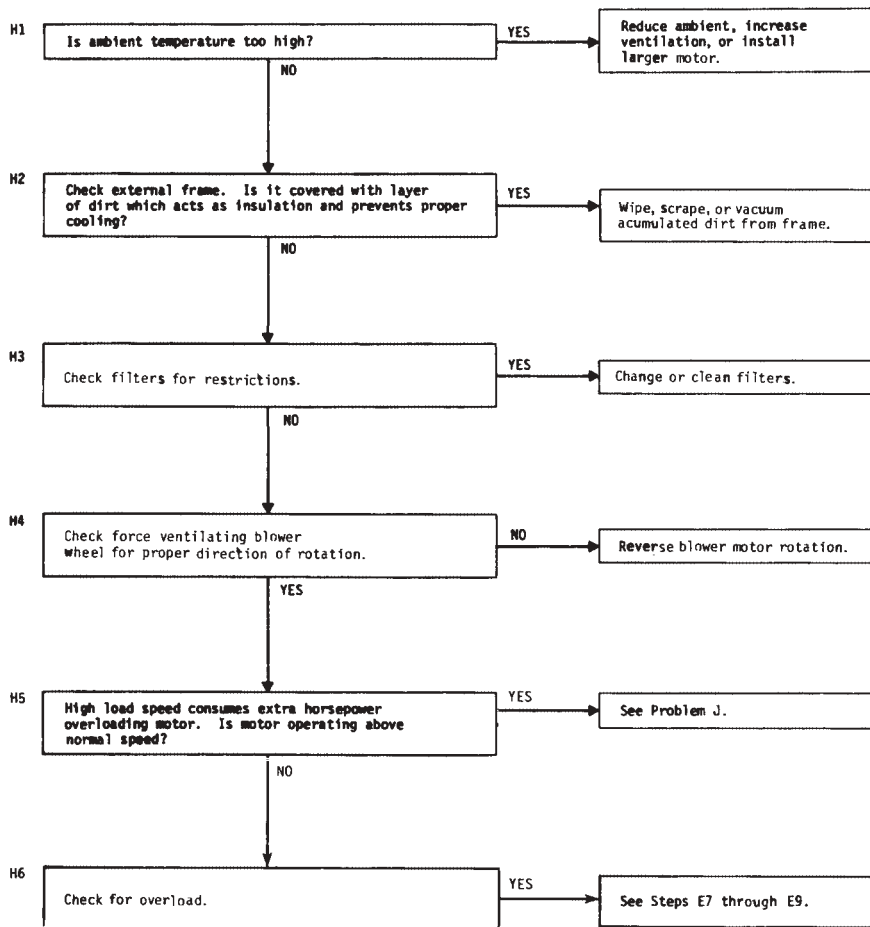 H1
Is ambient temperature too high?
YES
Reduce ambient, increase
ventilation, or install
larger motor.
NO
H2
Check external frame. Is it covered with layer
of dirt which acts as insulation and prevents proper
cooling?
YES
Wipe, scrape, or vacuum
acumulated dirt from frame.
NO
H3
Check filters for restrictions.
YES
Change or clean filters.
NO
H4
Check force ventilating blower
wheel for proper direction of rotation.
NO
Reverse blower motor rotation.
YES
H5
High load speed consumes extra horsepower
overloading motor. Is motor operating above
normal speed?
YES
See Problem J.
NO
H6
Check for overload.
YES
See Steps E7 through E9.